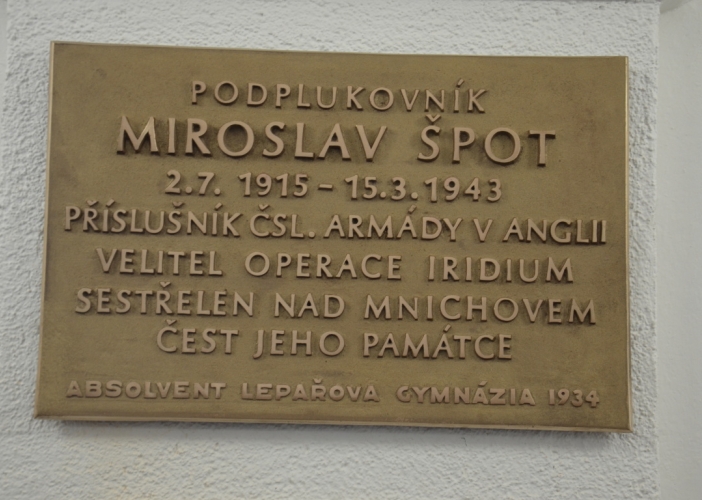 PODPLUKOVNÍK
MIROSLAV ŠPOT
2.7. 1915 - 15.3.1943
PŘÍSLUŠNÍK ČSL. ARMÁDY V ANGLII
VELITEL OPERACE IRIDIUM
SESTŘELEN NAD MNICHOVEM
ČEST JEHO PAMÁTCE
ABSOLVENT LEPAŘOVA GYMNÁZIA 1934